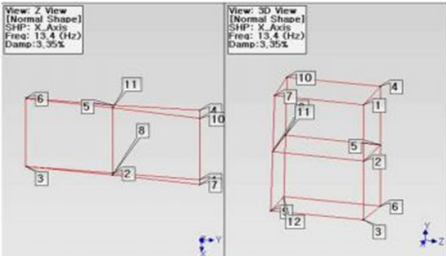 View: Z View
[Normal Shape]
SHP: X_Axis
Freq: 13,4 (Hz)
Damp:3,35%
11
6
5
4
10
8
3
2
4
7
Y
X
View: 3D View
[Normal Shape]
SHP: X_Axis
Freq: 13,4 (Hz)
Damp:3,35%
10
4
7
1
11
5
2
6
12
3
Y
Z